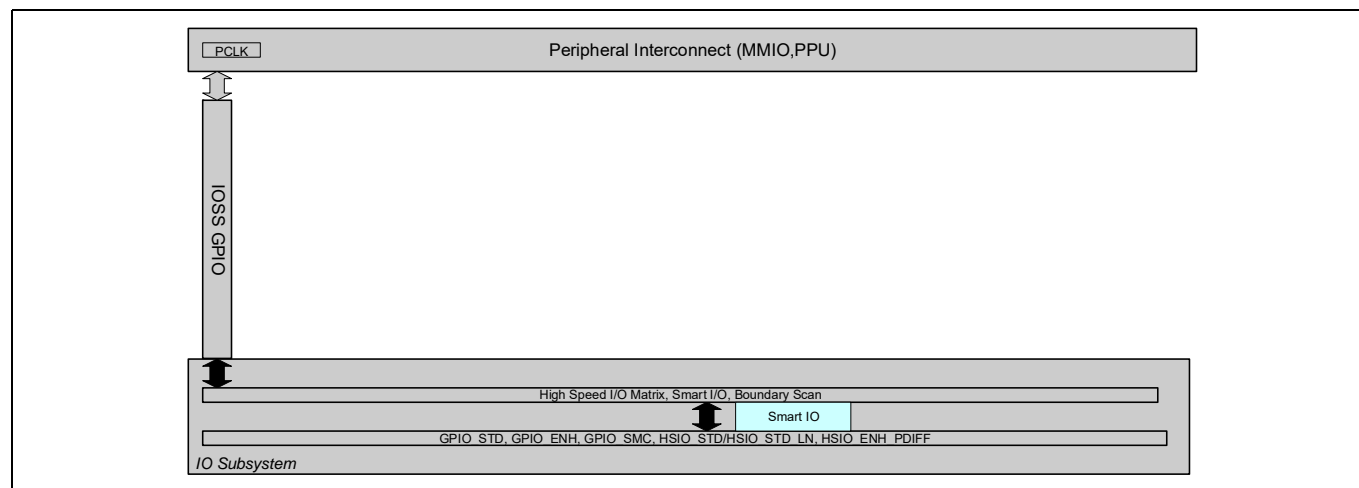 PCLK
Peripheral Interconnect (MMIO,PPU)
IOSS GPIO
High Speed I/O Matrix, Smart I/O, Boundary Scan
Smart IO
GPIO_STD, GPIO_ENH, GPIO_SMC, HSIO_STD/HSIO_STD_LN, HSIO_ENH_PDIFF
IO Subsystem